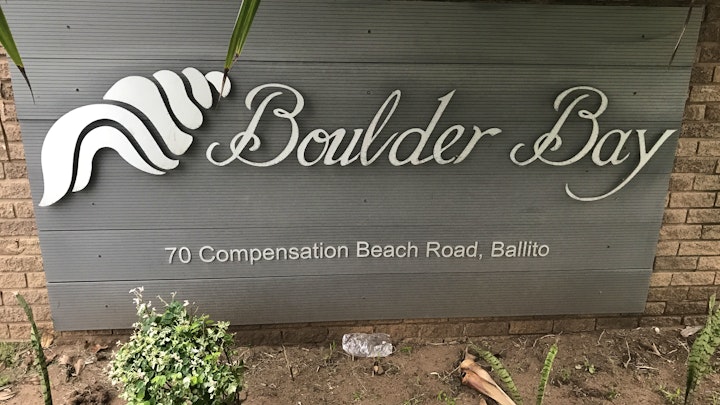 Boulder Bay
70 Compensation Beach Road, Ballito